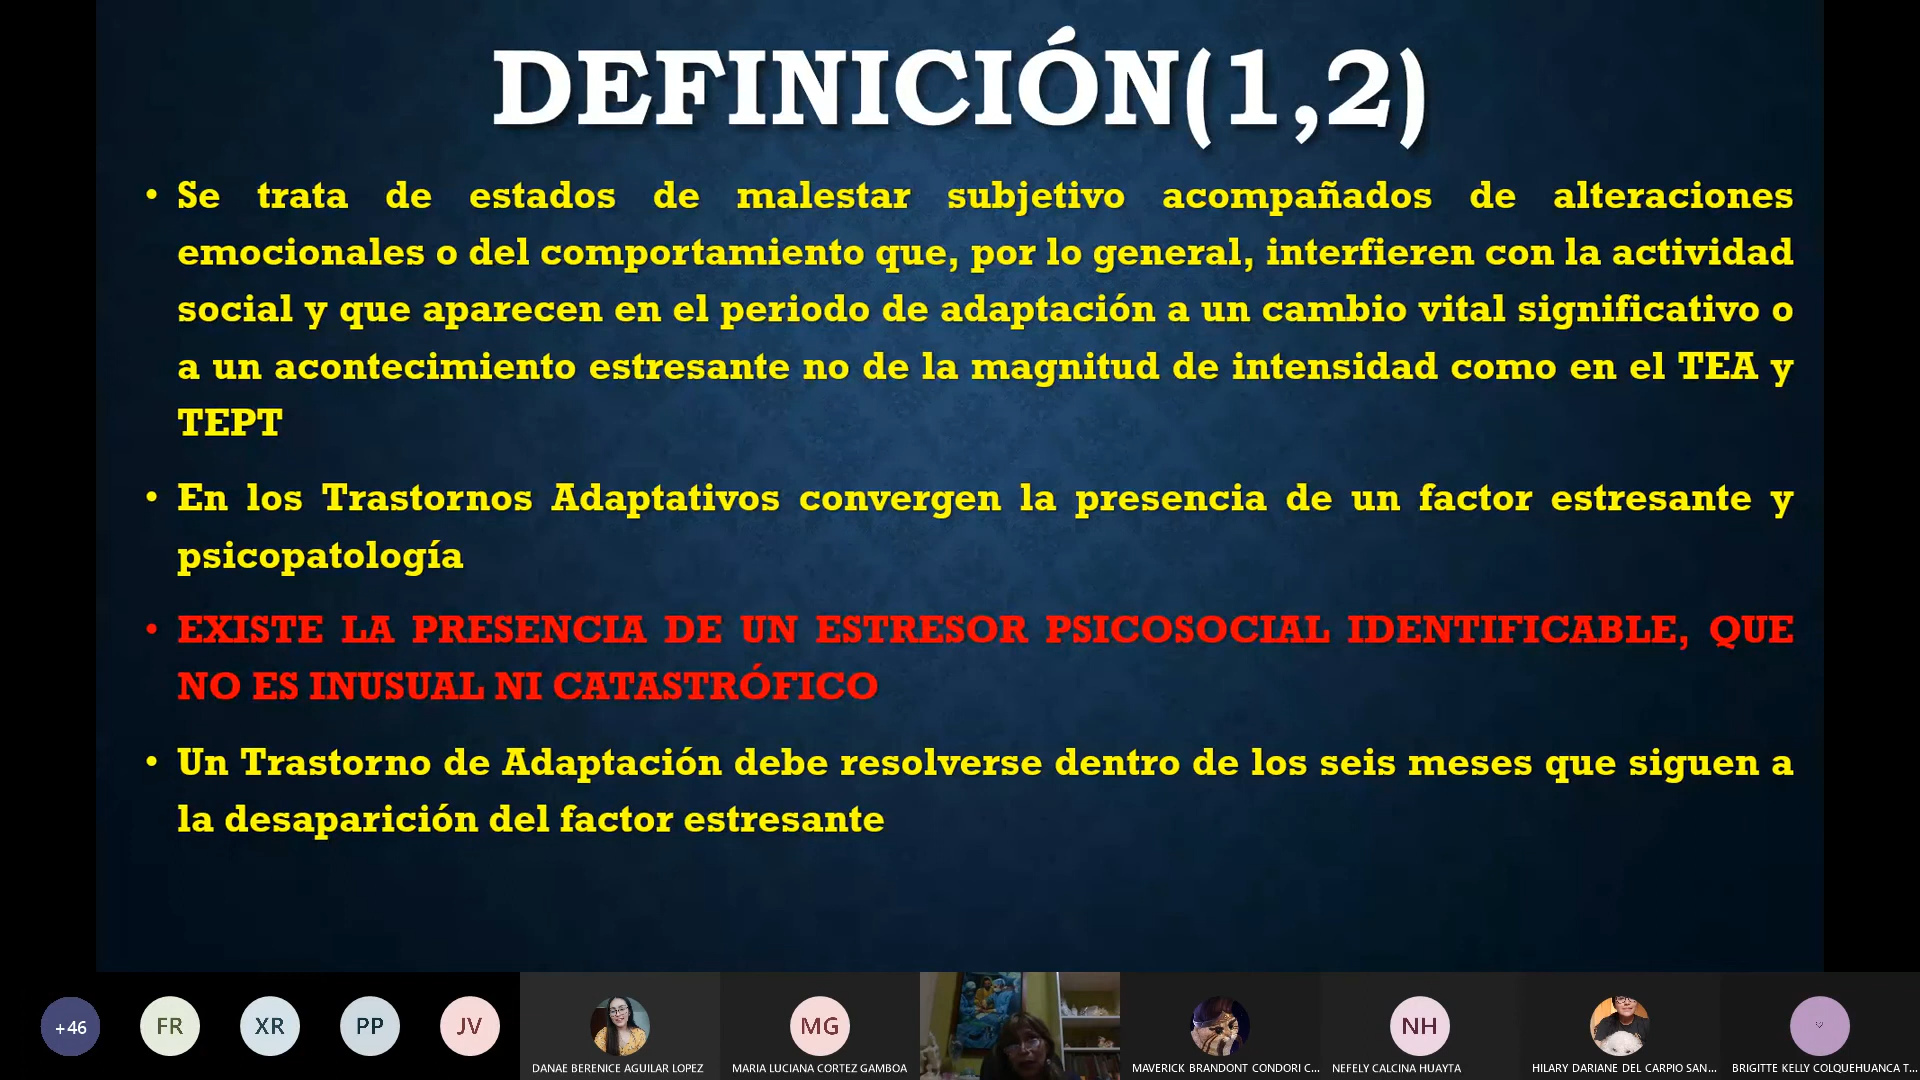 DEFINICIÓN(1,2)
• Se trata de estados de malestar subjetivo acompañados de alteraciones
emocionales o del comportamiento que, por lo general, interfieren con la actividad
social y que aparecen en el periodo de adaptación a un cambio vital significativo o
a un acontecimiento estresante no de la magnitud de intensidad como en el TEA y
TEPT
• En los Trastornos Adaptativos convergen la presencia de un factor estresante y
psicopatología
• EXISTE LA PRESENCIA DE UN ESTRESOR PSICOSOCIAL IDENTIFICABLE, QUE
NO ES INUSUAL NI CATASTRÓFICO
• Un Trastorno de Adaptación debe resolverse dentro de los seis meses que siguen a
la desaparición del factor estresante
+46 FR XR PP JV MG NH
DANAE BERENICE AGUILAR LOPEZ MARIA LUCIANA CORTEZ GAMBOA MAVERICK BRANDONT CONDORI C... NEFELY CALCINA HUAYTA HILARY DARIANE DEL CARPIO SAN... BRIGITTE KELLY COLQUEHUANCA T...